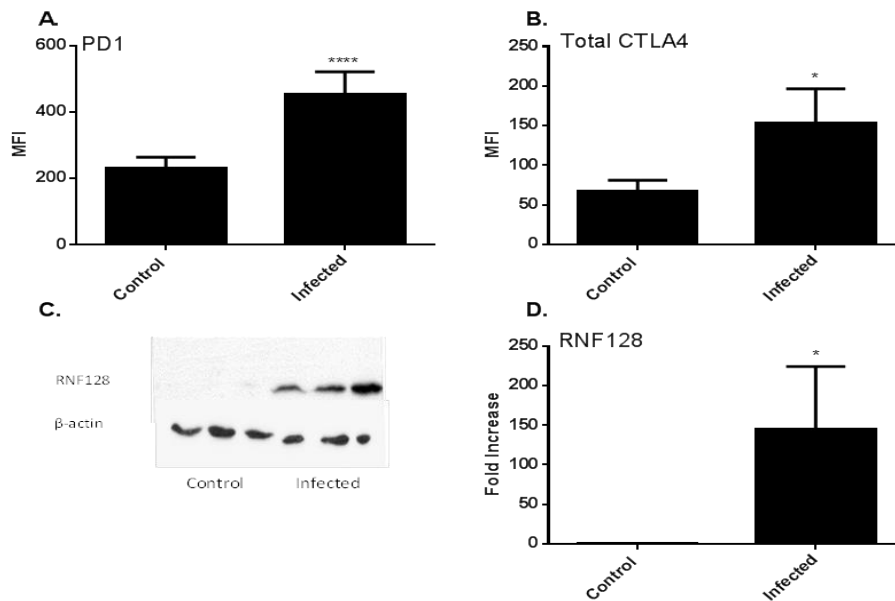 A.
PD1
****
600
400
200
0
MFI
Control
Infected
B.
Total CTLA4
*
250
200
150
100
50
0
MFI
Control
Infected
C.
RNF128
β-actin
Control Infected
D.
RNF128
*
250
200
150
100
50
0
Fold Increase
Control
Infected